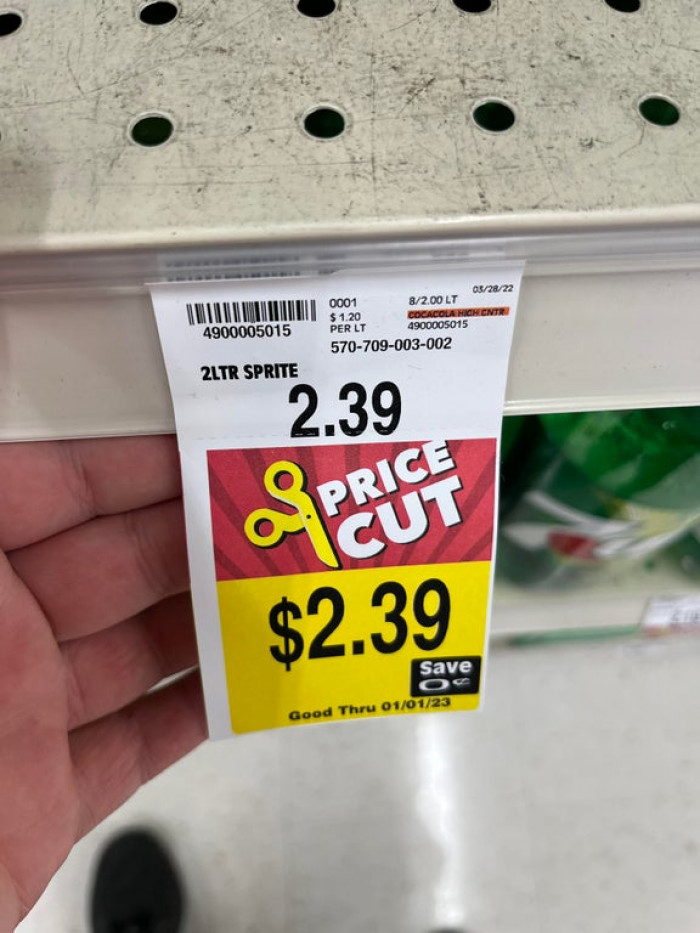 03/28/22
0001 8/2.00 LT
$ 1.20 COCACOLA HIGH CNTR
4900005015 PER LT 4900005015
570-709-003-002
2LTR SPRITE
2.39
PRICE
CUT
$2.39
Save
0¢
Good Thru 01/01/23